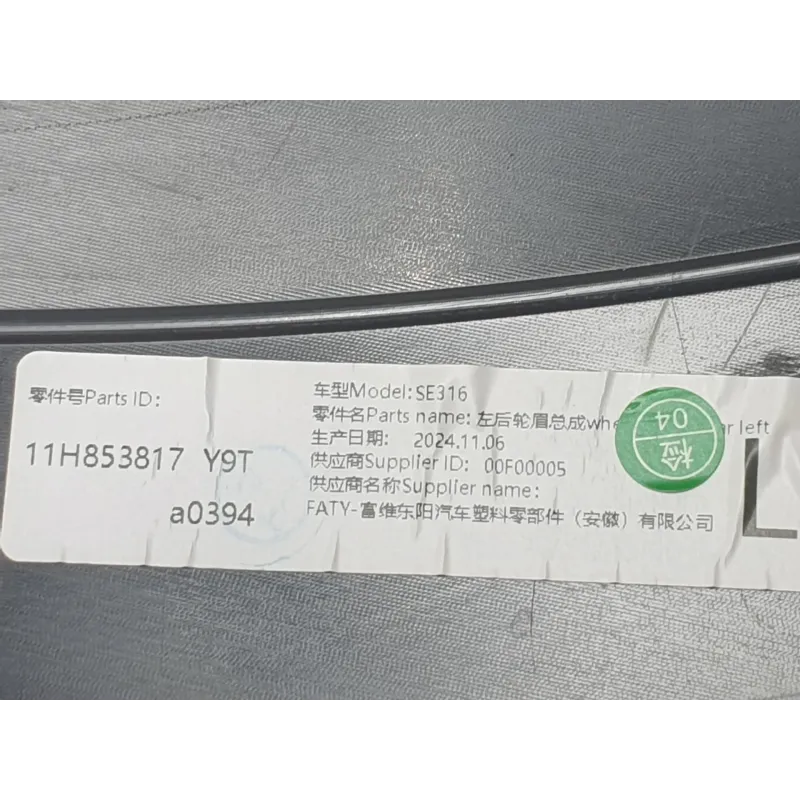 零件号Parts ID：
11H853817 Y9T
a0394
车型Model：SE316
零件名Parts name：左后轮眉总成whe ar left
生产日期： 2024.11.06
供应商Supplier ID： 00F00005
供应商名称Supplier name：
FATY-富维东阳汽车塑料零部件（安徽）有限公司
检
04
L